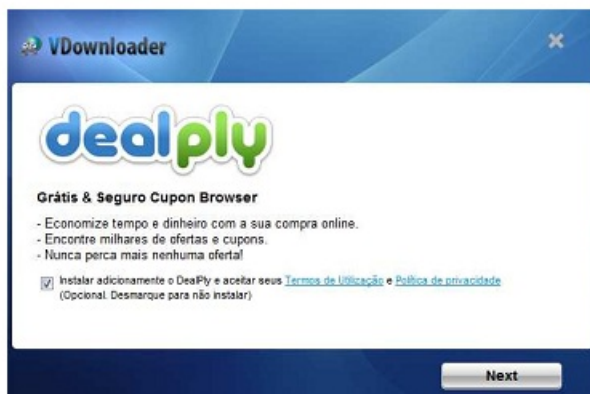 VDownloader
dealply
Grátis & Seguro Cupon Browser
- Economize tempo e dinheiro com a sua compra online.
- Encontre milhares de ofertas e cupons.
- Nunca perca mais nenhuma oferta!
Instalar adicionamente o DealPly e aceitar seus Termos de Utilização e Política de privacidade
(Opcional. Desmarque para não instalar)
Next